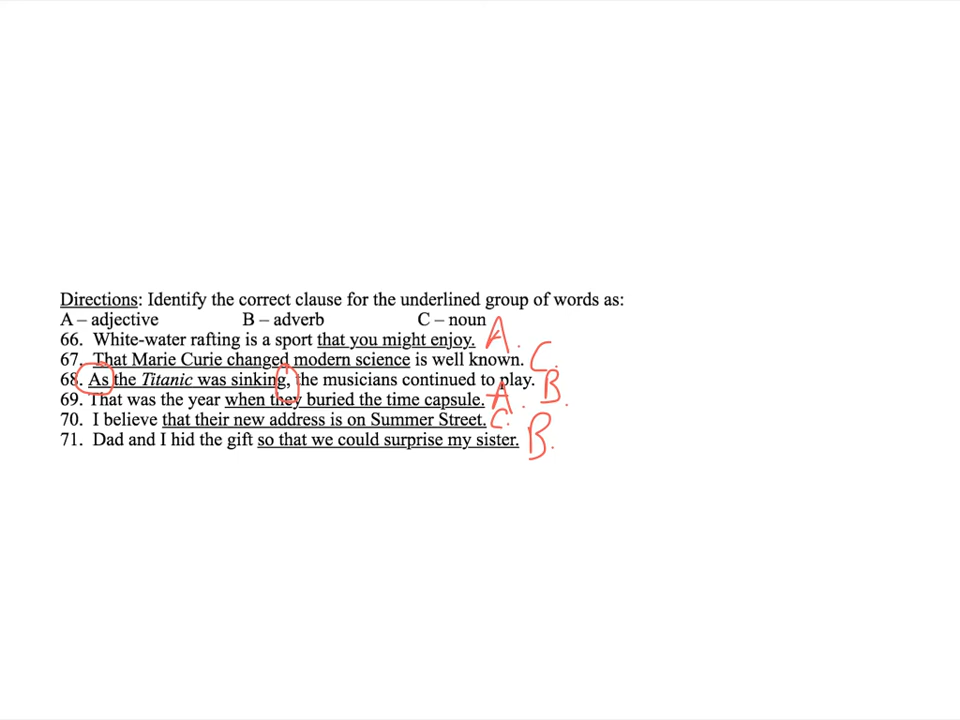 Directions: Identify the correct clause for the underlined group of words as:
A – adjective B – adverb C – noun
66. White-water rafting is a sport that you might enjoy. A.
67. That Marie Curie changed modern science is well known. C.
68. As the Titanic was sinking, the musicians continued to play. B.
69. That was the year when they buried the time capsule. A.
70. I believe that their new address is on Summer Street. C.
71. Dad and I hid the gift so that we could surprise my sister. B.